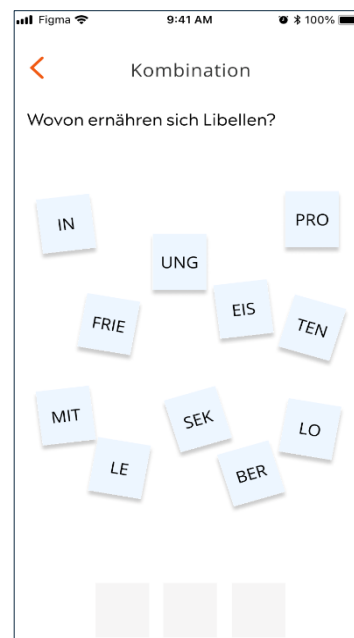 Figma 9:41 AM 100%
Kombination
Wovon ernähren sich Libellen?
IN
PRO
UNG
FRIE
EIS
TEN
MIT
SEK
LO
LE
BER